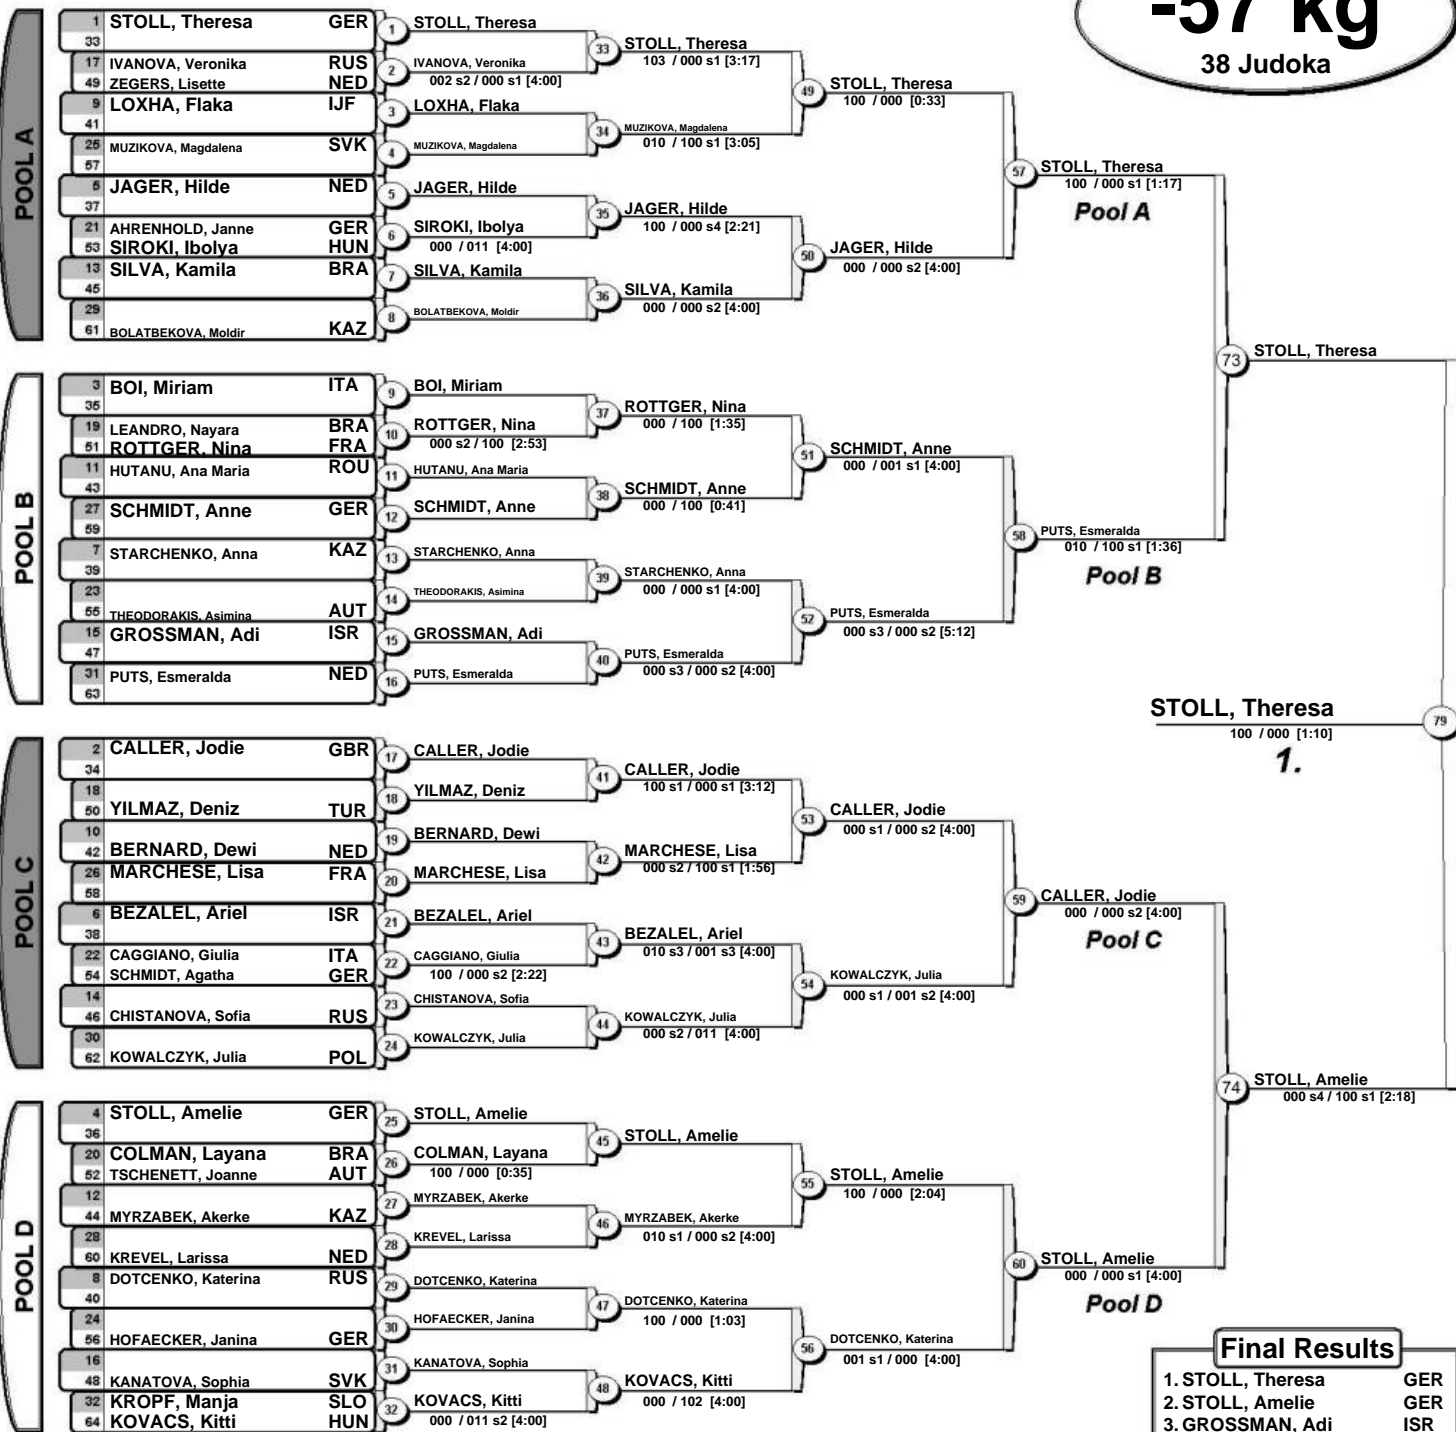 -57 kg
38 Judoka
POOL A
1 STOLL, Theresa GER
33
17 IVANOVA, Veronika RUS
49 ZEGERS, Lisette NED
9 LOXHA, Flaka IJF
41
25 MUZIKOVA, Magdalena SVK
57
5 JAGER, Hilde NED
37
21 AHRENHOLD, Janne GER
53 SIROKI, Ibolya HUN
13 SILVA, Kamila BRA
45
29
61 BOLATBEKOVA, Moldir KAZ
1 STOLL, Theresa
2 IVANOVA, Veronika
002 s2 / 000 s1 [4:00]
3 LOXHA, Flaka
4 MUZIKOVA, Magdalena
5 JAGER, Hilde
6 SIROKI, Ibolya
000 / 011 [4:00]
7 SILVA, Kamila
8 BOLATBEKOVA, Moldir
33 STOLL, Theresa
103 / 000 s1 [3:17]
34 MUZIKOVA, Magdalena
010 / 100 s1 [3:05]
35 JAGER, Hilde
100 / 000 s4 [2:21]
36 SILVA, Kamila
000 / 000 s2 [4:00]
49 STOLL, Theresa
100 / 000 [0:33]
50 JAGER, Hilde
000 / 000 s2 [4:00]
57 STOLL, Theresa
100 / 000 s1 [1:17]
Pool A
POOL B
3 BOI, Miriam ITA
35
19 LEANDRO, Nayara BRA
51 ROTTGER, Nina FRA
11 HUTANU, Ana Maria ROU
43
27 SCHMIDT, Anne GER
59
7 STARCHENKO, Anna KAZ
39
23
55 THEODORAKIS, Asimina AUT
15 GROSSMAN, Adi ISR
47
31 PUTS, Esmeralda NED
63
9 BOI, Miriam
10 ROTTGER, Nina
000 s2 / 100 [2:53]
11 HUTANU, Ana Maria
12 SCHMIDT, Anne
13 STARCHENKO, Anna
14 THEODORAKIS, Asimina
15 GROSSMAN, Adi
16 PUTS, Esmeralda
37 ROTTGER, Nina
000 / 100 [1:35]
38 SCHMIDT, Anne
000 / 100 [0:41]
39 STARCHENKO, Anna
000 / 000 s1 [4:00]
40 PUTS, Esmeralda
000 s3 / 000 s2 [4:00]
51 SCHMIDT, Anne
000 / 001 s1 [4:00]
52 PUTS, Esmeralda
000 s3 / 000 s2 [5:12]
58 PUTS, Esmeralda
010 / 100 s1 [1:36]
Pool B
73 STOLL, Theresa
STOLL, Theresa 79
100 / 000 [1:10]
1.
POOL C
2 CALLER, Jodie GBR
34
18
50 YILMAZ, Deniz TUR
10
42 BERNARD, Dewi NED
26 MARCHESE, Lisa FRA
58
6 BEZALEL, Ariel ISR
38
22 CAGGIANO, Giulia ITA
54 SCHMIDT, Agatha GER
14
46 CHISTANOVA, Sofia RUS
30
62 KOWALCZYK, Julia POL
17 CALLER, Jodie
18 YILMAZ, Deniz
19 BERNARD, Dewi
20 MARCHESE, Lisa
21 BEZALEL, Ariel
22 CAGGIANO, Giulia
100 / 000 s2 [2:22]
23 CHISTANOVA, Sofia
24 KOWALCZYK, Julia
41 CALLER, Jodie
100 s1 / 000 s1 [3:12]
42 MARCHESE, Lisa
000 s2 / 100 s1 [1:56]
43 BEZALEL, Ariel
010 s3 / 001 s3 [4:00]
44 KOWALCZYK, Julia
000 s2 / 011 [4:00]
53 CALLER, Jodie
000 s1 / 000 s2 [4:00]
54 KOWALCZYK, Julia
000 s1 / 001 s2 [4:00]
59 CALLER, Jodie
000 / 000 s2 [4:00]
Pool C
74 STOLL, Amelie
000 s4 / 100 s1 [2:18]
POOL D
4 STOLL, Amelie GER
36
20 COLMAN, Layana BRA
52 TSCHENETT, Joanne AUT
12
44 MYRZABEK, Akerke KAZ
28
60 KREVEL, Larissa NED
8 DOTCENKO, Katerina RUS
40
24
56 HOFAECKER, Janina GER
16
48 KANATOVA, Sophia SVK
32 KROPF, Manja SLO
64 KOVACS, Kitti HUN
25 STOLL, Amelie
26 COLMAN, Layana
100 / 000 [0:35]
27 MYRZABEK, Akerke
28 KREVEL, Larissa
29 DOTCENKO, Katerina
30 HOFAECKER, Janina
31 KANATOVA, Sophia
32 KOVACS, Kitti
000 / 011 s2 [4:00]
45 STOLL, Amelie
46 MYRZABEK, Akerke
010 s1 / 000 s2 [4:00]
47 DOTCENKO, Katerina
100 / 000 [1:03]
48 KOVACS, Kitti
000 / 102 [4:00]
55 STOLL, Amelie
100 / 000 [2:04]
56 DOTCENKO, Katerina
001 s1 / 000 [4:00]
60 STOLL, Amelie
000 / 000 s1 [4:00]
Pool D
Final Results
1. STOLL, Theresa GER
2. STOLL, Amelie GER
3. GROSSMAN, Adi ISR